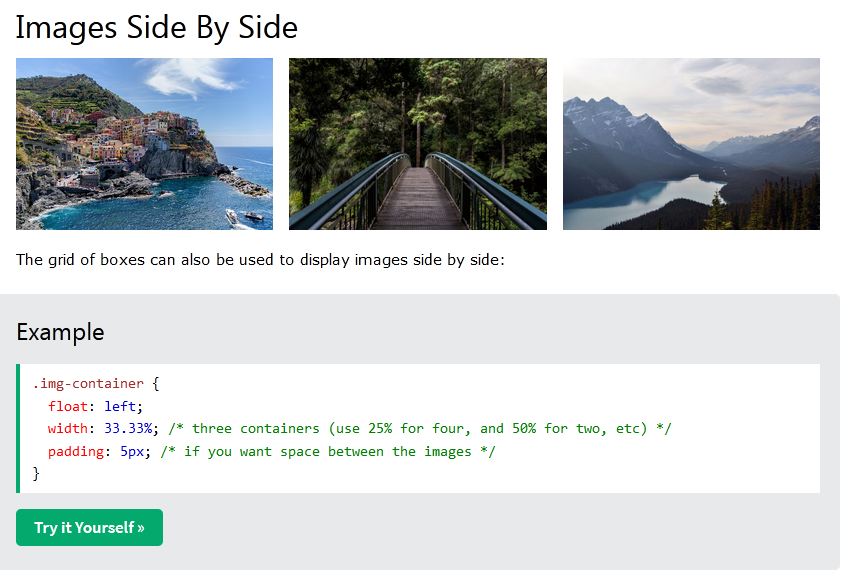 Images Side By Side
The grid of boxes can also be used to display images side by side:
Example
.img-container {
  float: left;
  width: 33.33%; /* three containers (use 25% for four, and 50% for two, etc) */
  padding: 5px; /* if you want space between the images */
}
Try it Yourself »